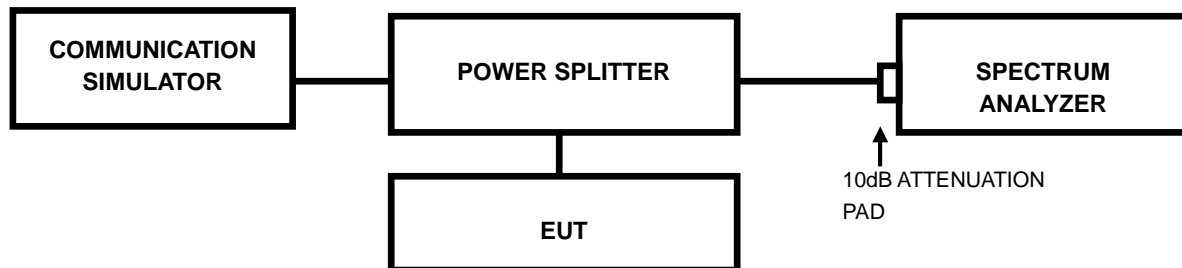 COMMUNICATION
SIMULATOR
POWER SPLITTER
SPECTRUM
ANALYZER
10dB ATTENUATION
PAD
EUT